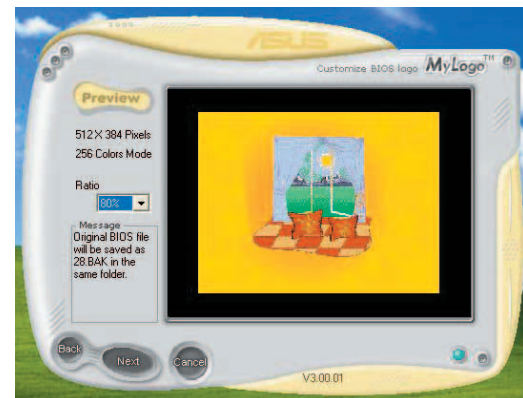 ASUS
Customize BIOS logo MyLogo™
Preview
512 X 384 Pixels
256 Colors Mode
Ratio
80%
Message
Original BIOS file
will be saved as
28.BAK in the
same folder.
Back
Next
Cancel
V3.00.01